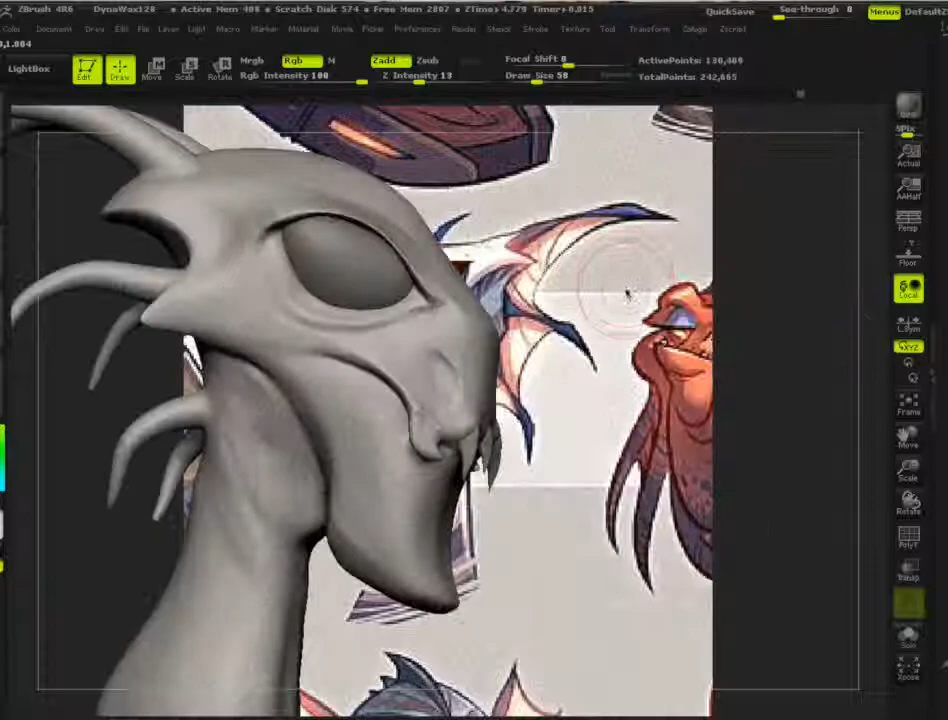 ZBrush 4R6 DynaWax128 • Active Mem 408 • Scratch Disk 574 • Free Mem 2807 • ZTime▸4.779 Timer▸0.015 QuickSave See-through 0 Menus DefaultZS
Color Document Draw Edit File Layer Light Macro Marker Material Movie Picker Preferences Render Stencil Stroke Texture Tool Transform Zplugin Zscript
LightBox Edit Draw Move Scale Rotate
Mrgb Rgb M Zadd Zsub Focal Shift 0 ActivePoints: 136,469
Rgb Intensity 100 Z Intensity 13 Draw Size 58 TotalPoints: 242,665
SPix
Actual
AAHalf
Persp
Floor
Local
L.Sym
XYZ
Frame
Move
Scale
Rotate
PolyF
Transp
Solo
Xpose